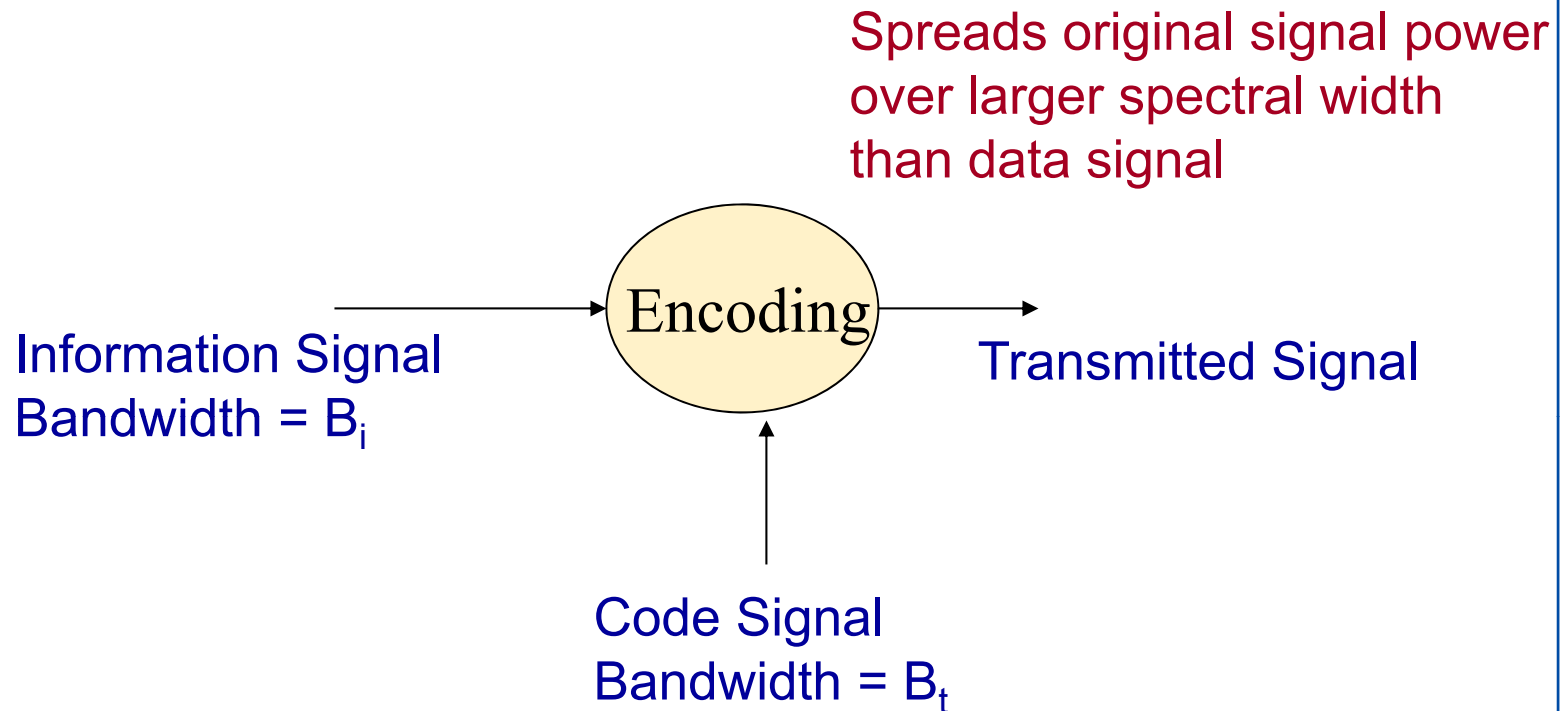 Spreads original signal power
over larger spectral width
than data signal
Encoding
Information Signal
Bandwidth = Bᵢ
Transmitted Signal
Code Signal
Bandwidth = Bₜ